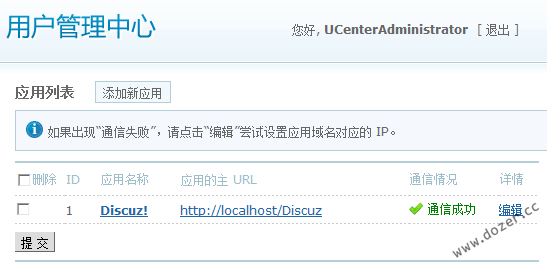 用户管理中心
您好, UCenterAdministrator [ 退出 ]
应用列表 添加新应用
如果出现"通信失败"，请点击"编辑"尝试设置应用域名对应的 IP。
删除 ID 应用名称 应用的主 URL 通信情况 详情
1 Discuz! http://localhost/Discuz 通信成功 编辑
提 交
www.dozer.cc